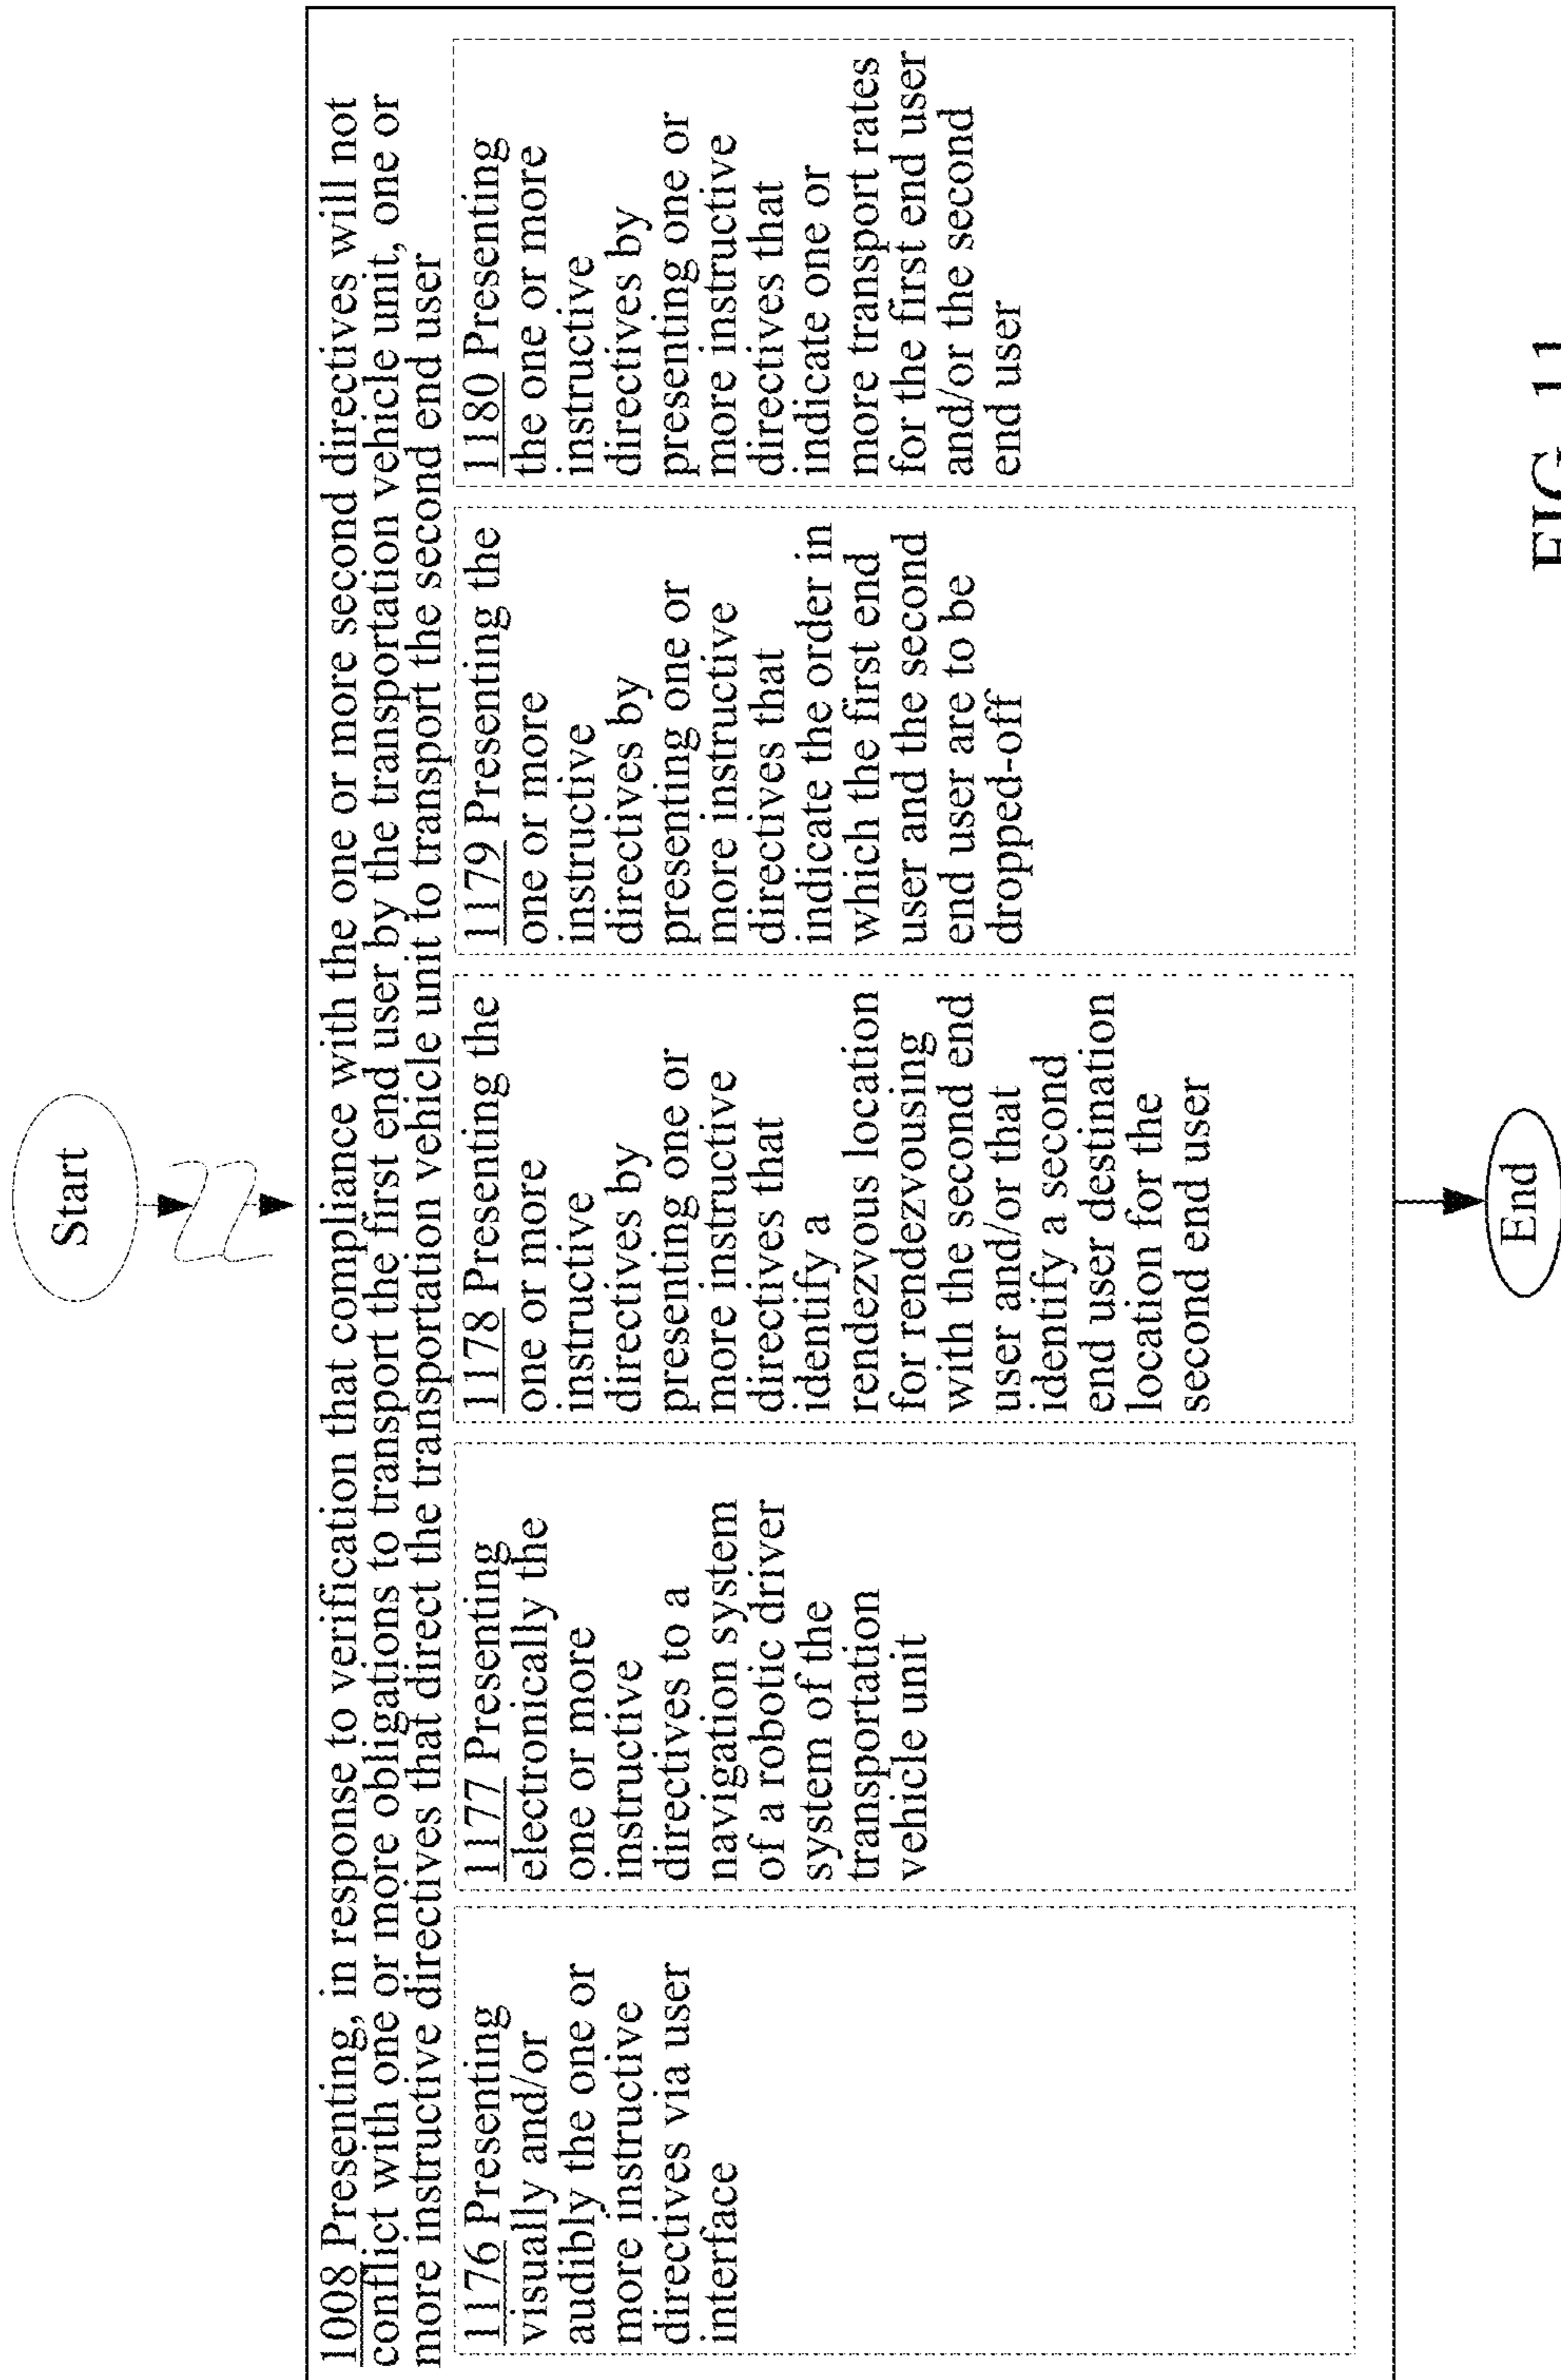 Start
1008 Presenting, in response to verification that compliance with the one or more second directives will not
conflict with one or more obligations to transport the first end user by the transportation vehicle unit, one or
more instructive directives that direct the transportation vehicle unit to transport the second end user
1176 Presenting
visually and/or
audibly the one or
more instructive
directives via user
interface
1177 Presenting
electronically the
one or more
instructive
directives to a
navigation system
of a robotic driver
system of the
transportation
vehicle unit
1178 Presenting the
one or more
instructive
directives by
presenting one or
more instructive
directives that
identify a
rendezvous location
for rendezvousing
with the second end
user and/or that
identify a second
end user destination
location for the
second end user
1179 Presenting the
one or more
instructive
directives by
presenting one or
more instructive
directives that
indicate the order in
which the first end
user and the second
end user are to be
dropped-off
1180 Presenting
the one or more
instructive
directives by
presenting one or
more instructive
directives that
indicate one or
more transport rates
for the first end user
and/or the second
end user
End
FIG. 11